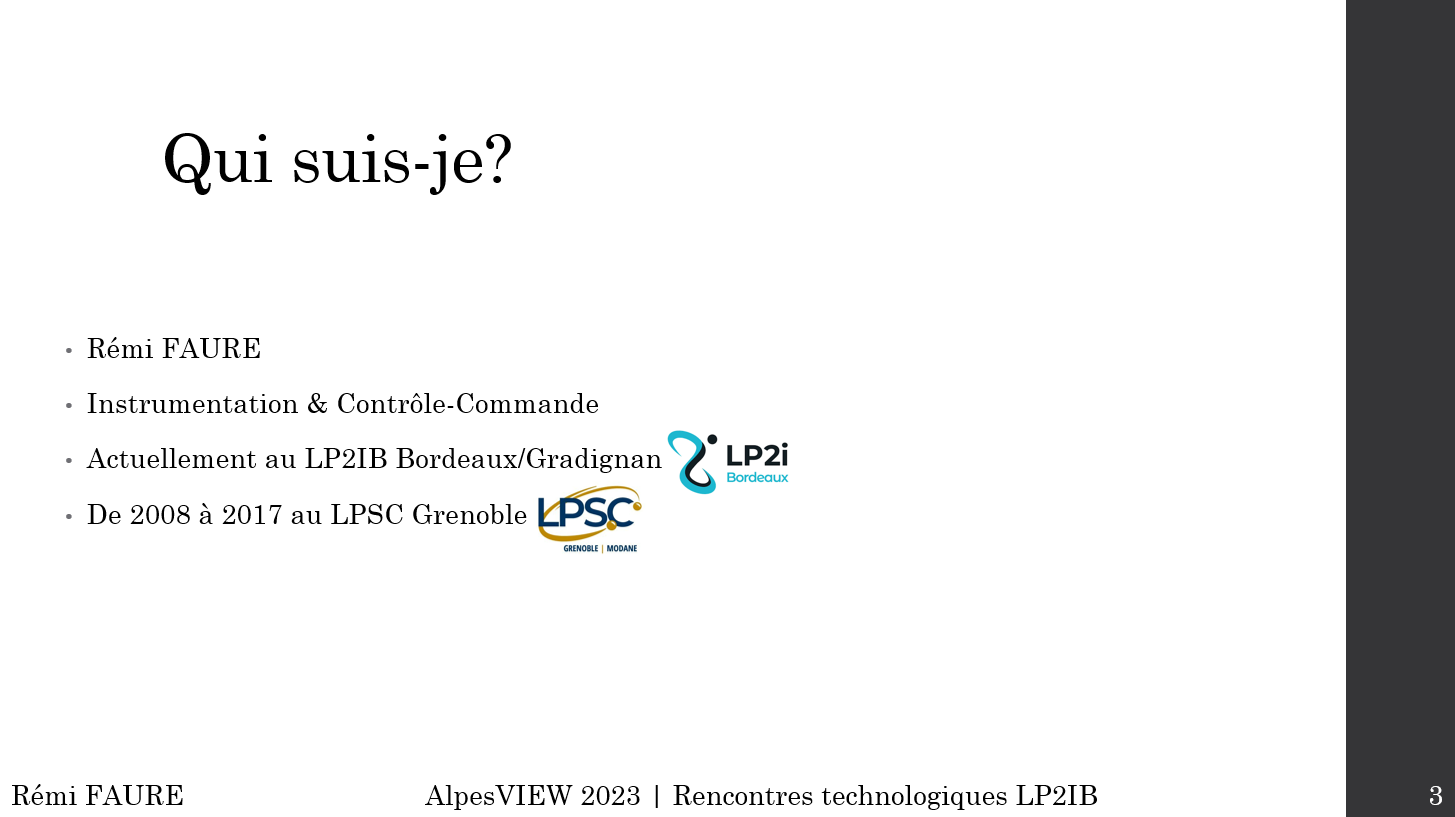 Qui suis-je?
• Rémi FAURE
• Instrumentation & Contrôle-Commande
• Actuellement au LP2IB Bordeaux/Gradignan
LP2i
Bordeaux
• De 2008 à 2017 au LPSC Grenoble
LPSC
GRENOBLE | MODANE
Rémi FAURE
AlpesVIEW 2023 | Rencontres technologiques LP2IB
3